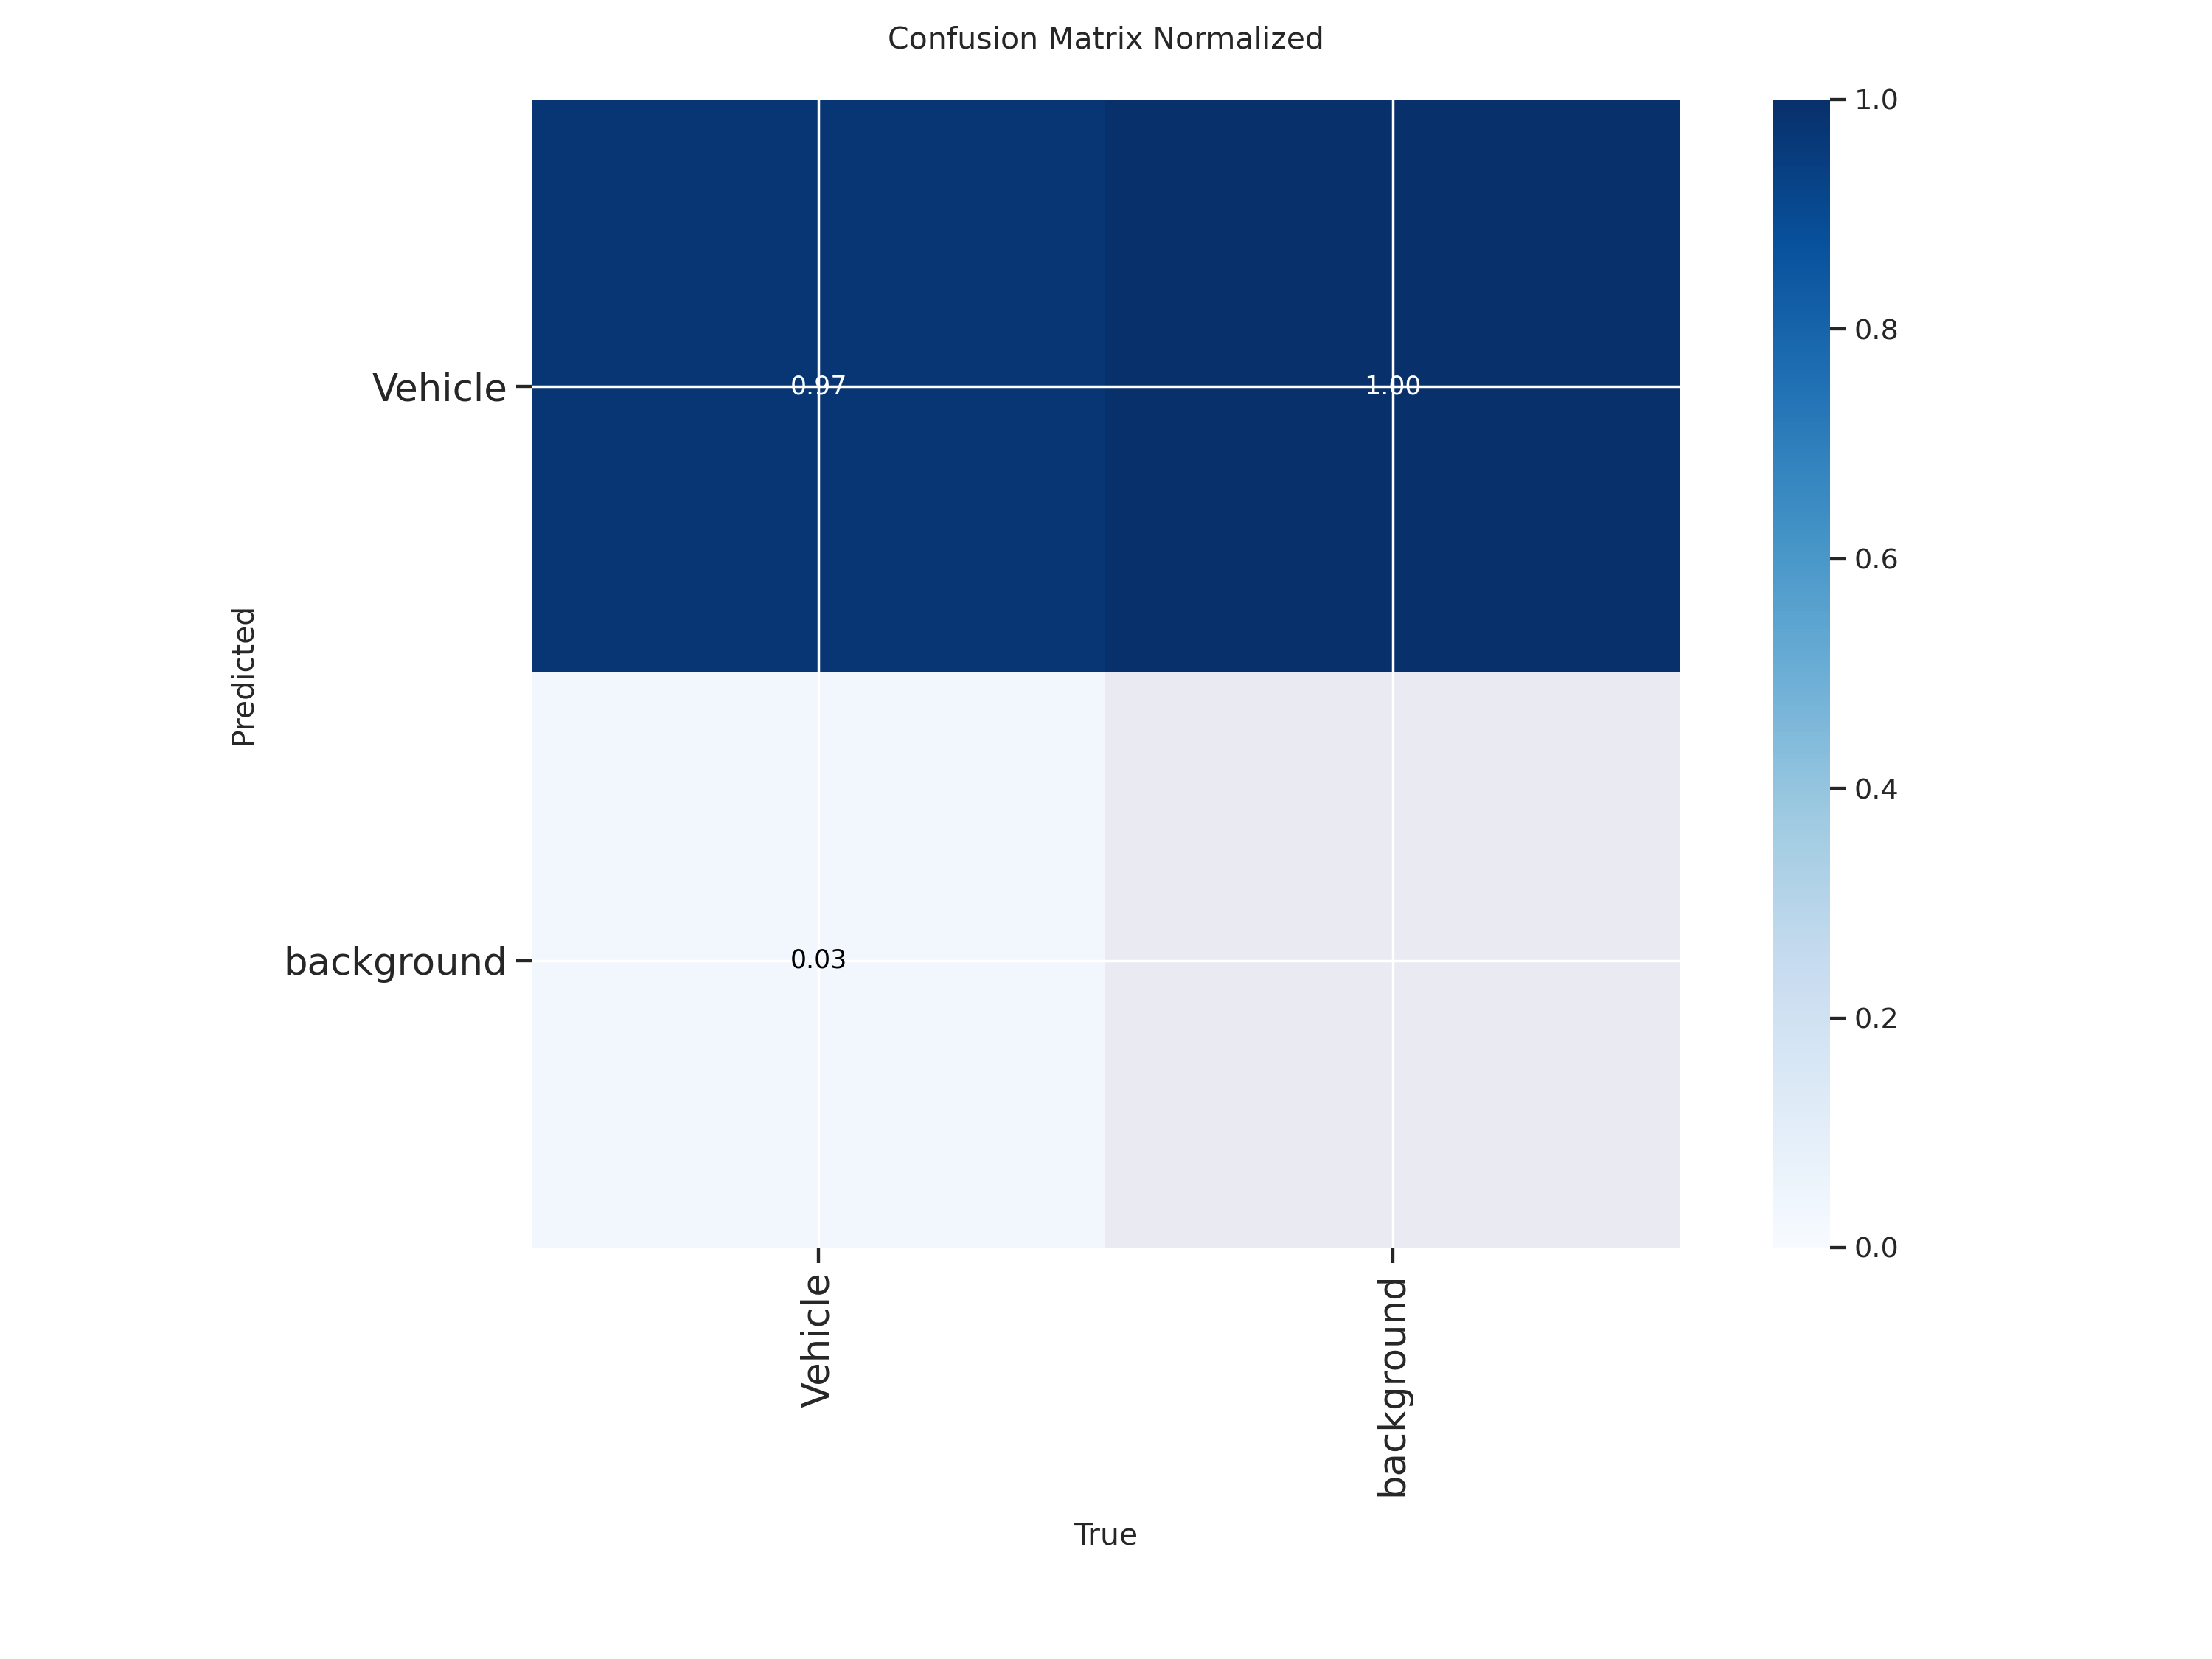 Confusion Matrix Normalized
Vehicle
0.97
1.00
background
0.03
Predicted
Vehicle
background
True
1.0
0.8
0.6
0.4
0.2
0.0